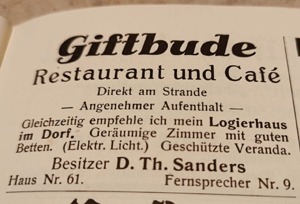 Giftbude
Restaurant und Café
Direkt am Strande
— Angenehmer Aufenthalt —
Gleichzeitig empfehle ich mein Logierhaus
im Dorf. Geräumige Zimmer mit guten
Betten. (Elektr. Licht.) Geschützte Veranda.
Besitzer D. Th. Sanders
Haus Nr. 61. Fernsprecher Nr. 9.